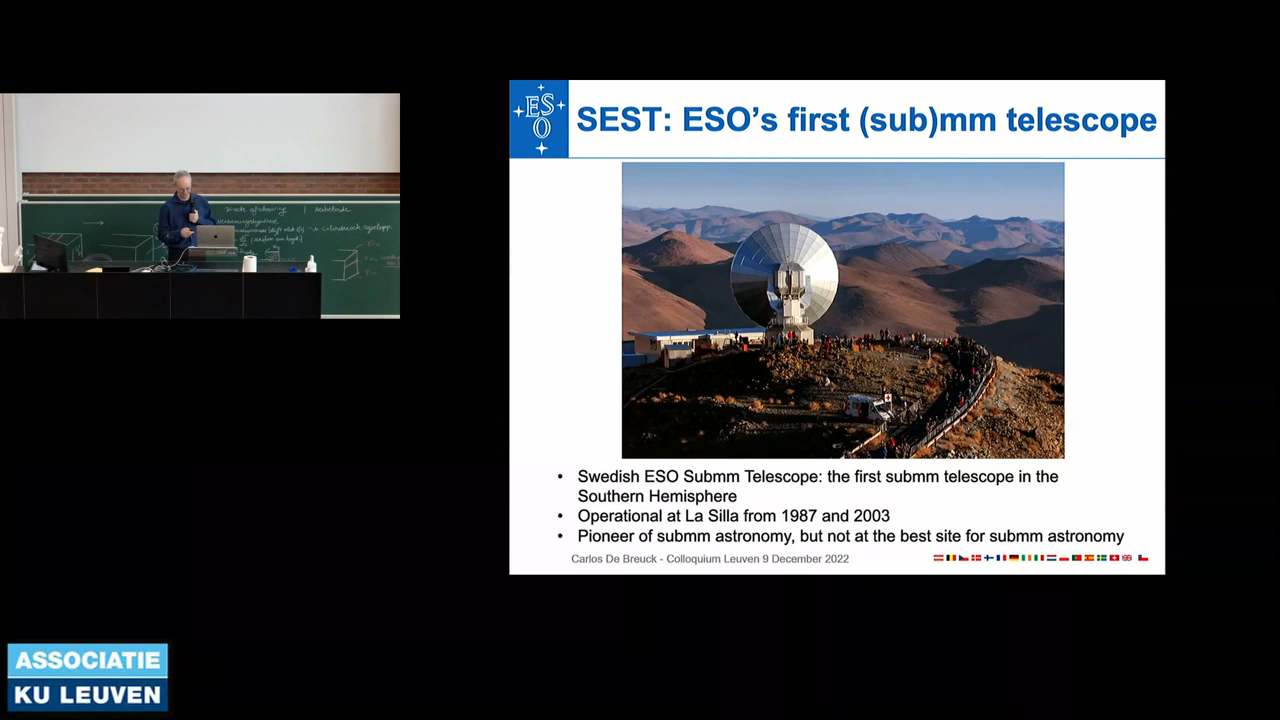 ESO
SEST: ESO's first (sub)mm telescope
• Swedish ESO Submm Telescope: the first submm telescope in the
Southern Hemisphere
• Operational at La Silla from 1987 and 2003
• Pioneer of submm astronomy, but not at the best site for submm astronomy
Carlos De Breuck - Colloquium Leuven 9 December 2022
ASSOCIATIE
KU LEUVEN